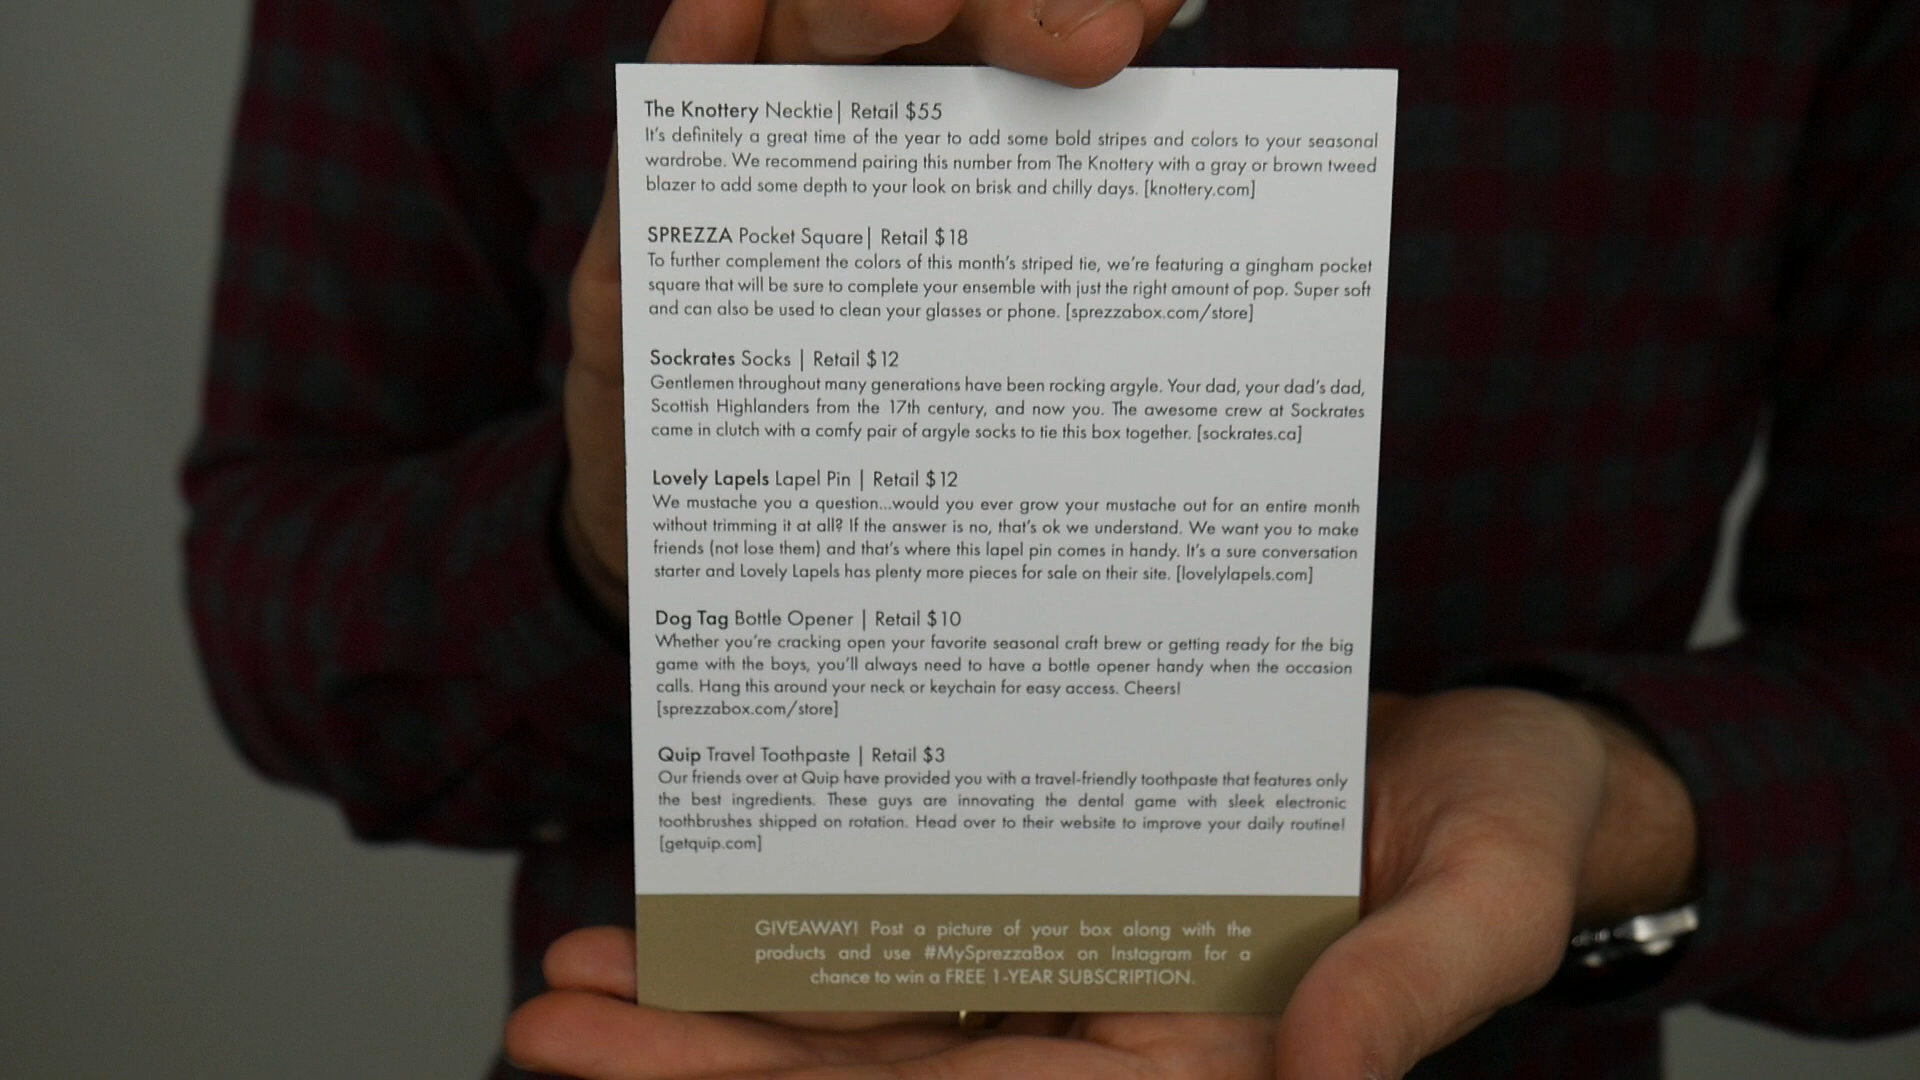 The Knottery Necktie| Retail $55
It's definitely a great time of the year to add some bold stripes and colors to your seasonal
wardrobe. We recommend pairing this number from The Knottery with a gray or brown tweed
blazer to add some depth to your look on brisk and chilly days. [knottery.com]
SPREZZA Pocket Square| Retail $18
To further complement the colors of this month's striped tie, we're featuring a gingham pocket
square that will be sure to complete your ensemble with just the right amount of pop. Super soft
and can also be used to clean your glasses or phone. [sprezzabox.com/store]
Sockrates Socks | Retail $12
Gentlemen throughout many generations have been rocking argyle. Your dad, your dad's dad,
Scottish Highlanders from the 17th century, and now you. The awesome crew at Sockrates
came in clutch with a comfy pair of argyle socks to tie this box together. [sockrates.ca]
Lovely Lapels Lapel Pin | Retail $12
We mustache you a question...would you ever grow your mustache out for an entire month
without trimming it at all? If the answer is no, that's ok we understand. We want you to make
friends (not lose them) and that's where this lapel pin comes in handy. It's a sure conversation
starter and Lovely Lapels has plenty more pieces for sale on their site. [lovelylapels.com]
Dog Tag Bottle Opener | Retail $10
Whether you're cracking open your favorite seasonal craft brew or getting ready for the big
game with the boys, you'll always need to have a bottle opener handy when the occasion
calls. Hang this around your neck or keychain for easy access. Cheers!
[sprezzabox.com/store]
Quip Travel Toothpaste | Retail $3
Our friends over at Quip have provided you with a travel-friendly toothpaste that features only
the best ingredients. These guys are innovating the dental game with sleek electronic
toothbrushes shipped on rotation. Head over to their website to improve your daily routine!
[getquip.com]
GIVEAWAY! Post a picture of your box along with the
products and use #MySprezzaBox on Instagram for a
chance to win a FREE 1-YEAR SUBSCRIPTION.